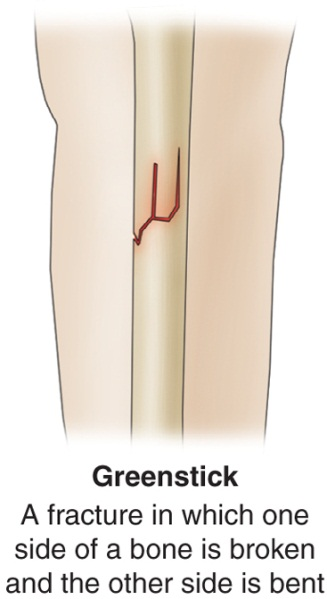 Greenstick
A fracture in which one
side of a bone is broken
and the other side is bent